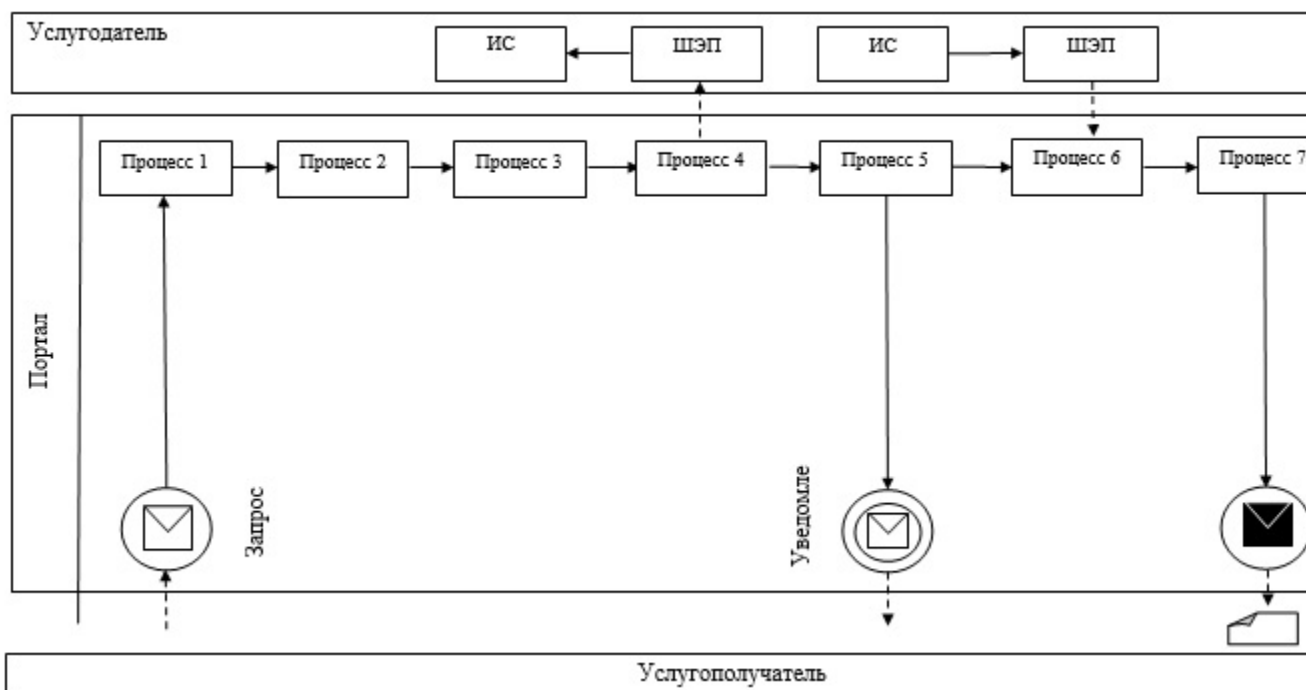 Услугодатель
ИС
ШЭП
ИС
ШЭП
Процесс 1
Процесс 2
Процесс 3
Процесс 4
Процесс 5
Процесс 6
Процесс 7
Портал
Запрос
Уведомле
Услугополучатель